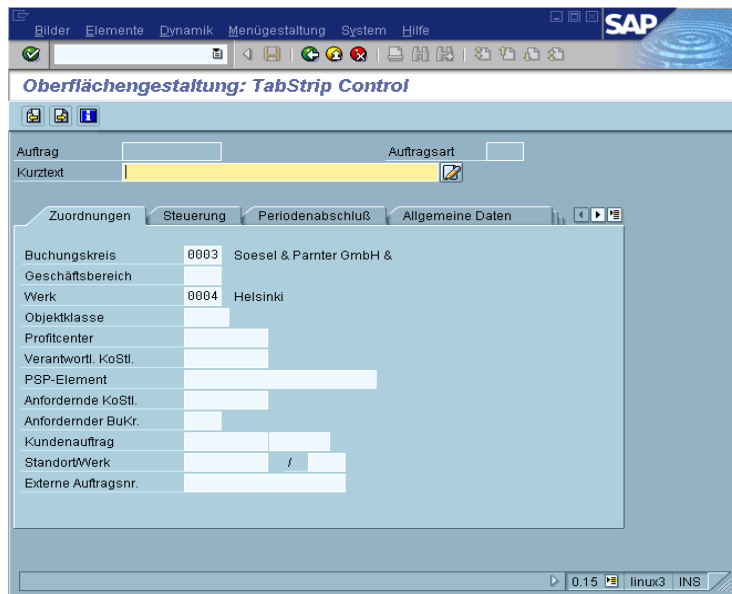 Bilder Elemente Dynamik Menügestaltung System Hilfe
SAP
Oberflächengestaltung: TabStrip Control
Auftrag Auftragsart
Kurztext
Zuordnungen Steuerung Periodenabschluß Allgemeine Daten
Buchungskreis 0003 Soesel & Parnter GmbH &
Geschäftsbereich
Werk 0004 Helsinki
Objektklasse
Profitcenter
Verantwortl. KoStl.
PSP-Element
Anfordernde KoStl.
Anfordernder BuKr.
Kundenauftrag
Standort/Werk /
Externe Auftragsnr.
0.15 linux3 INS